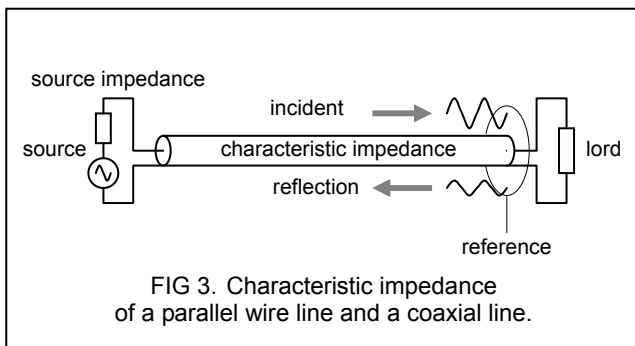 source impedance
incident
source
characteristic impedance
lord
reflection
reference
FIG 3. Characteristic impedance
of a parallel wire line and a coaxial line.